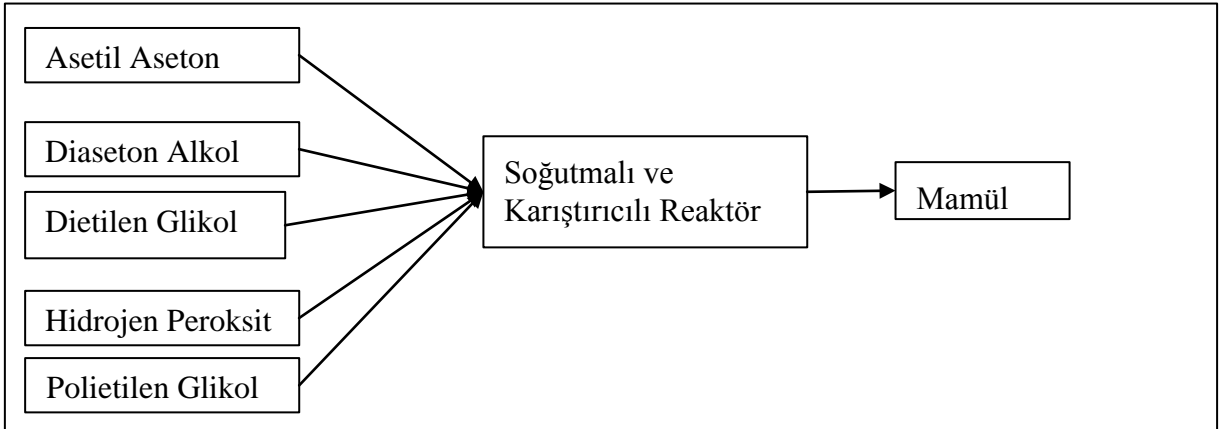 Asetil Aseton
Diaseton Alkol
Dietilen Glikol
Hidrojen Peroksit
Polietilen Glikol
Soğutmalı ve
Karıştırıcılı Reaktör
Mamül